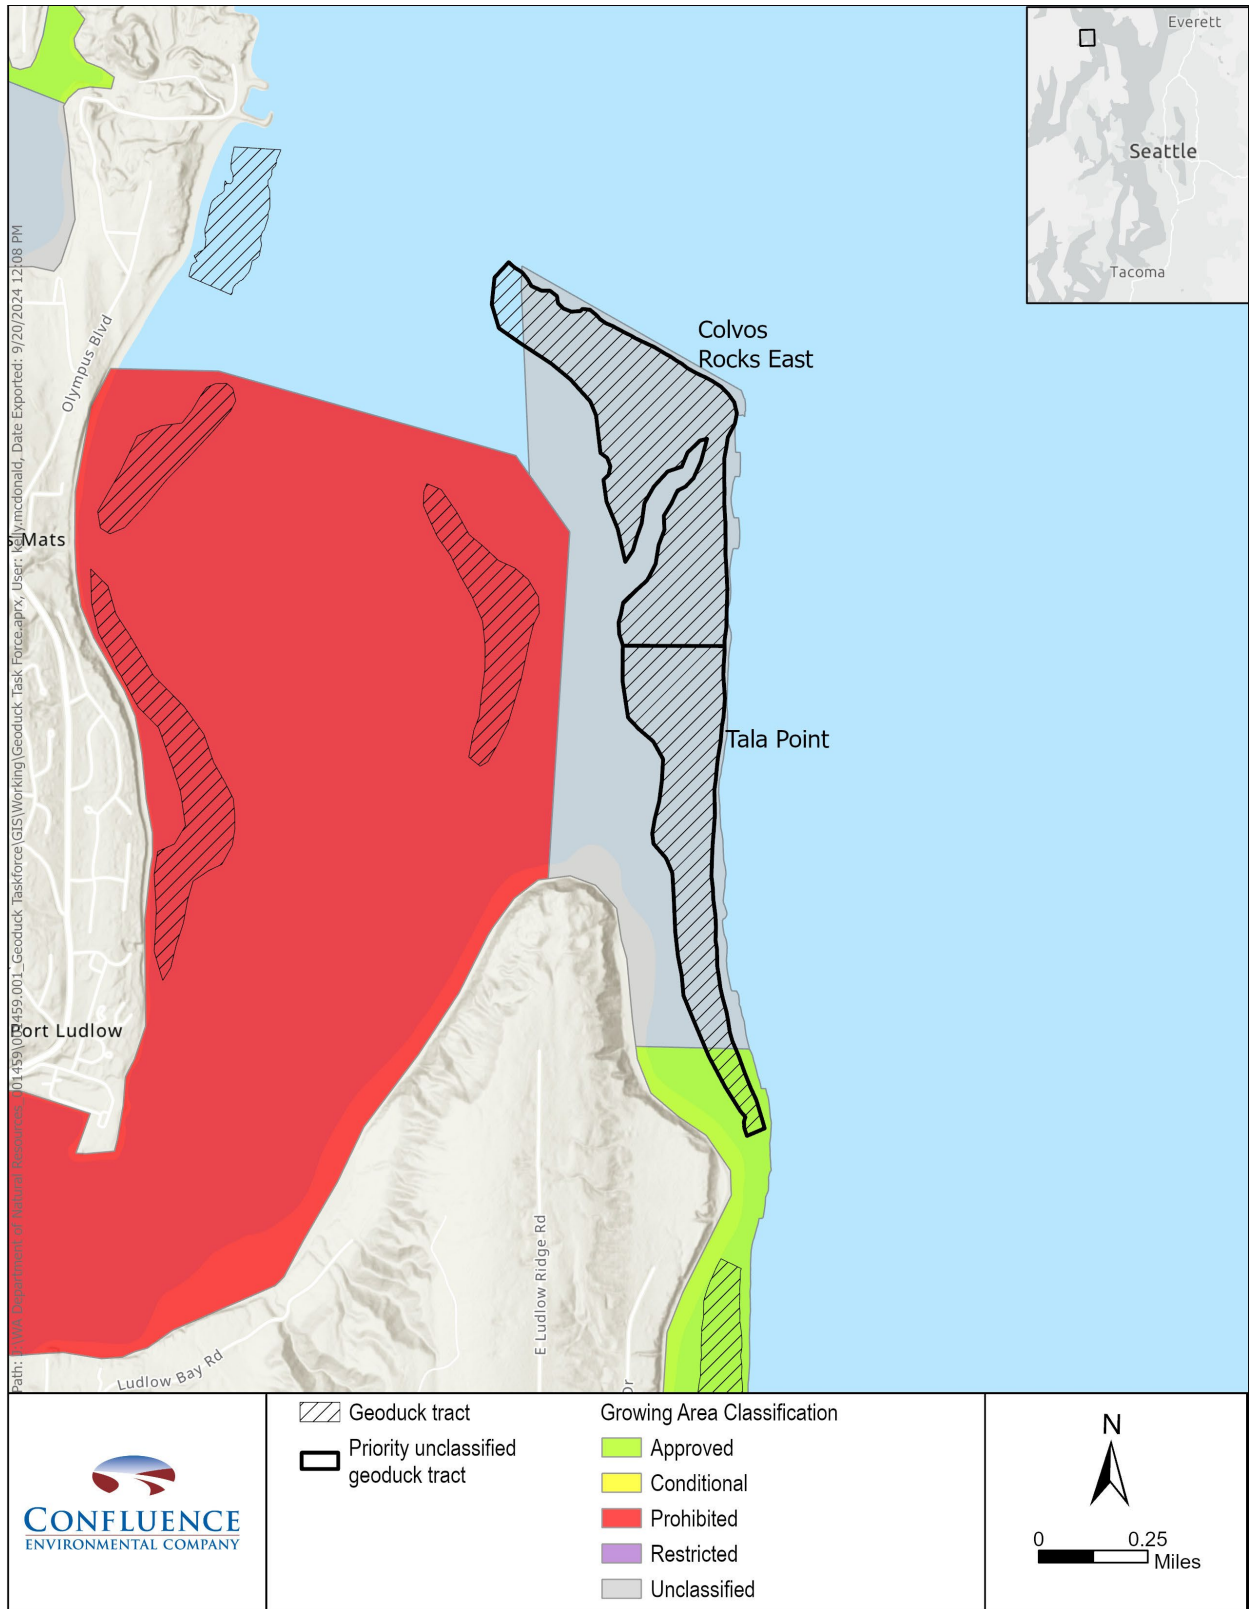 Everett
Seattle
Tacoma
Olympus Blvd
Colvos
Rocks East
s Mats
Tala Point
Port Ludlow
E Ludlow Ridge Rd
Ludlow Bay Rd
Dr
Path: I:\WA Department of Natural Resources_001459\001459.001_Geoduck Taskforce\GIS\Working\Geoduck Task Force.aprx, User: kelly.mcdonald, Date Exported: 9/20/2024 12:08 PM
CONFLUENCE
ENVIRONMENTAL COMPANY
Geoduck tract
Priority unclassified
geoduck tract
Growing Area Classification
Approved
Conditional
Prohibited
Restricted
Unclassified
N
0 0.25
Miles